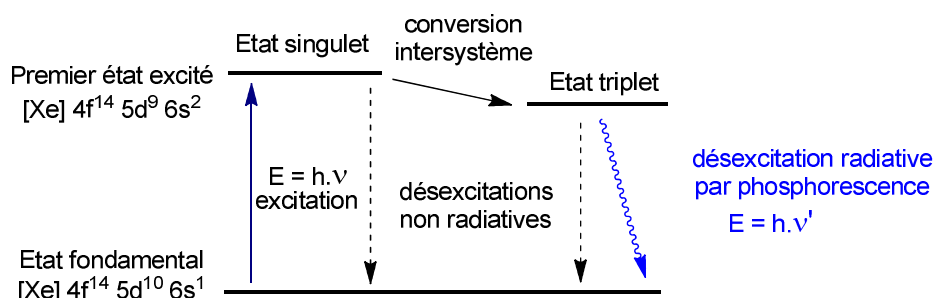 Etat singulet
conversion
intersystème
Premier état excité
[Xe] 4f¹⁴ 5d⁹ 6s²
Etat triplet
E = h.ν
excitation
désexcitations
non radiatives
désexcitation radiative
par phosphorescence
E = h.ν'
Etat fondamental
[Xe] 4f¹⁴ 5d¹⁰ 6s¹